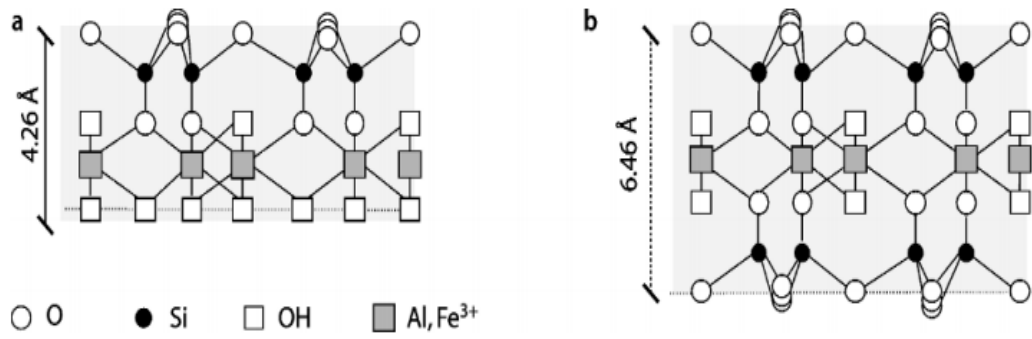 a
b
4.26 Å
6.46 Å
O
Si
OH
Al, Fe³⁺